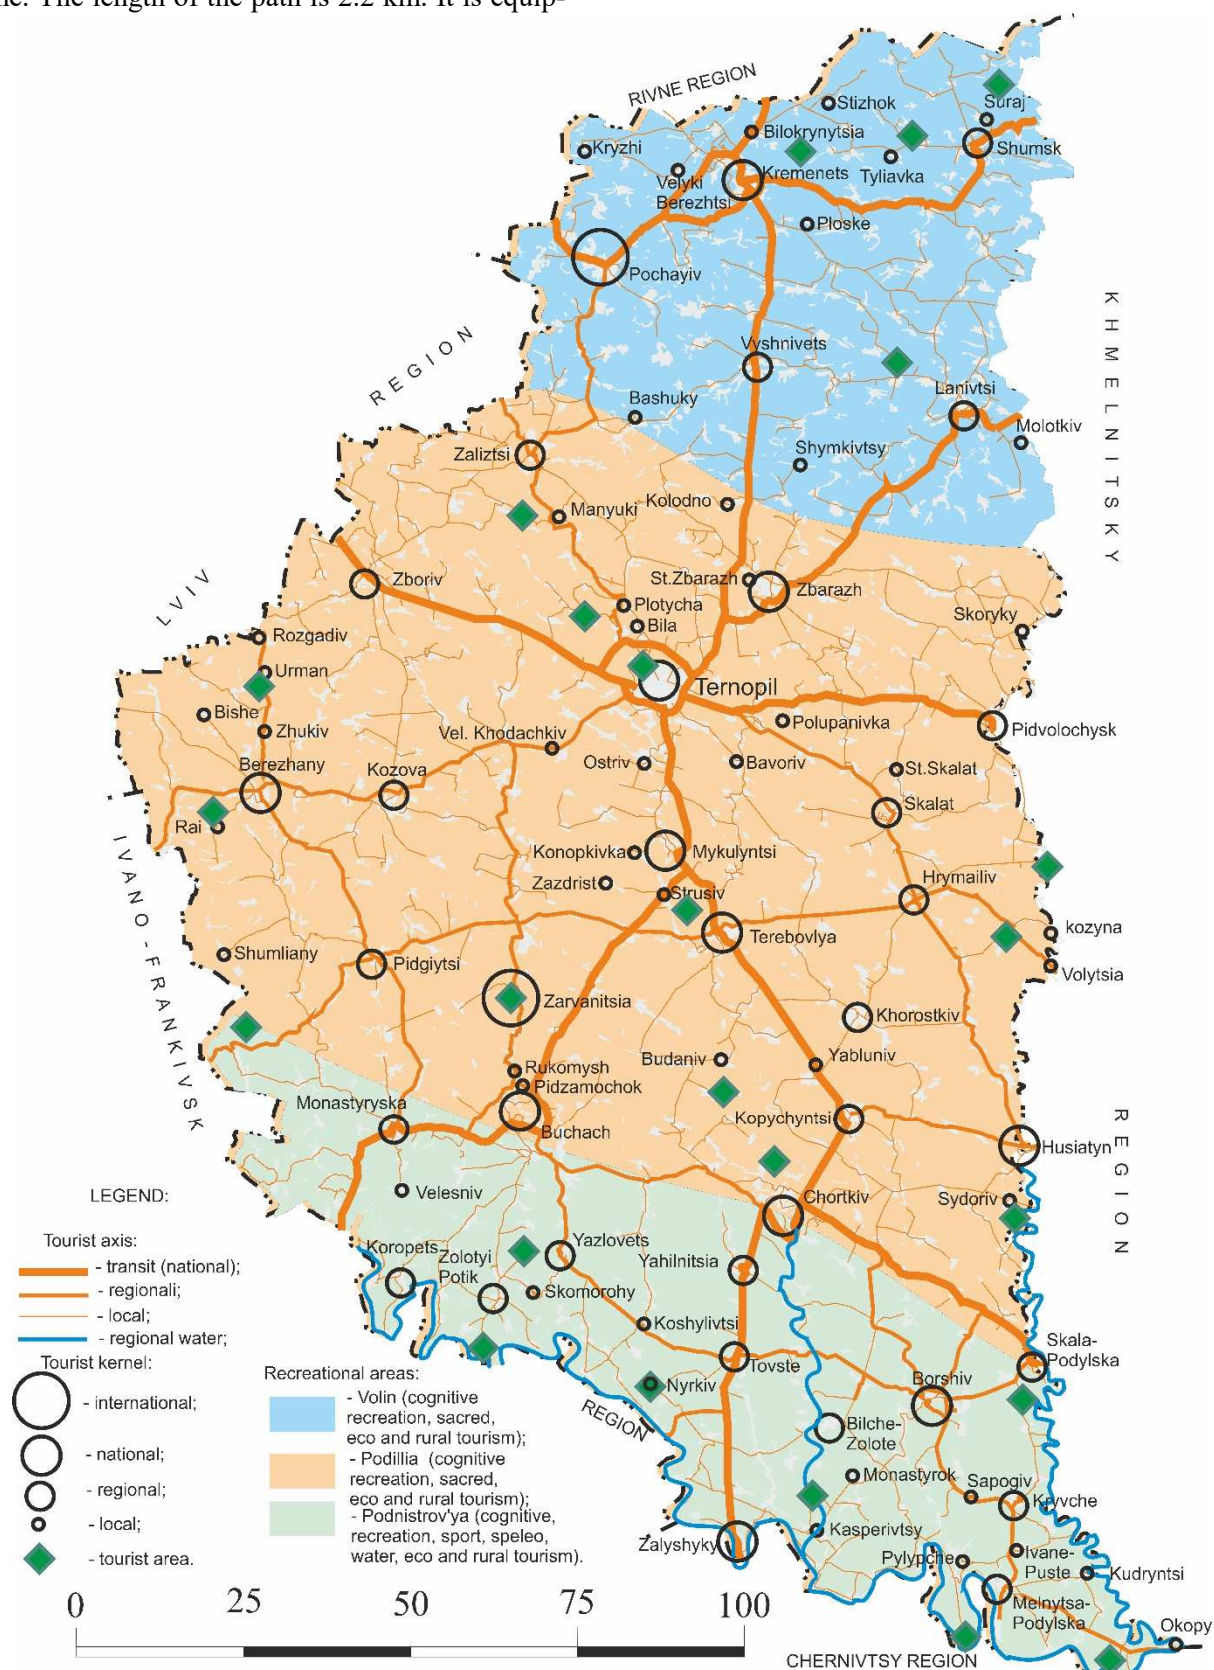 ne. The length of the path is 2.2 km. It is equip-
RIVNE REGION
Stizhok
Suraj
Bilokrynytsia
Kryzhi
Shumsk
Velyki
Berezhtsi
Kremenets
Tyliavka
Ploske
Pochayiv
KHMELNITSKY
REGION
Vyshnivets
Lanivtsi
Bashuky
Molotkiv
Zaliztsi
Shymkivtsy
Manyuki
Kolodno
Zboriv
St.Zbarazh
Zbarazh
LVIV
Plotycha
Skoryky
Bila
Rozgadiv
Urman
Ternopil
Bishe
Zhukiv
Vel. Khodachkiv
Polupanivka
Pidvolochysk
Berezhany
Kozova
Ostriv
Bavoriv
St.Skalat
Skalat
Rai
Konopkivka
Mykulyntsi
Zazdrist
Strusiv
Hrymailiv
IVANO-FRANKIVSK
Shumliany
Pidgiytsi
Terebovlya
kozyna
Volytsia
Zarvanitsia
Khorostkiv
Rukomysh
Pidzamochok
Budaniv
Yabluniv
Monastyryska
Buchach
Kopychyntsi
REGION
Husiatyn
Velesniv
Chortkiv
Sydoriv
LEGEND:
Tourist axis:
- transit (national);
- regionali;
- local;
- regional water;
Tourist kernel:
- international;
- national;
- regional;
- local;
- tourist area.
Koropets
Zolotyi
Potik
Yazlovets
Yahilnitsia
Skomorohy
Koshylivtsi
Tovste
Skala-
Podylska
Borshiv
Nyrkiv
REGION
Recreational areas:
- Volin (cognitive
recreation, sacred,
eco and rural tourism);
- Podillia (cognitive
recreation, sacred,
eco and rural tourism);
- Podnistrov'ya (cognitive,
recreation, sport, speleo,
water, eco and rural tourism).
Bilche-
Zolote
Monastyrok
Sapogiv
Kryvche
Zalyshyky
Kasperivtsy
Pylypche
Ivane-
Puste
Kudryntsi
Melnytsa-
Podylska
Okopy
0 25 50 75 100
CHERNIVTSY REGION